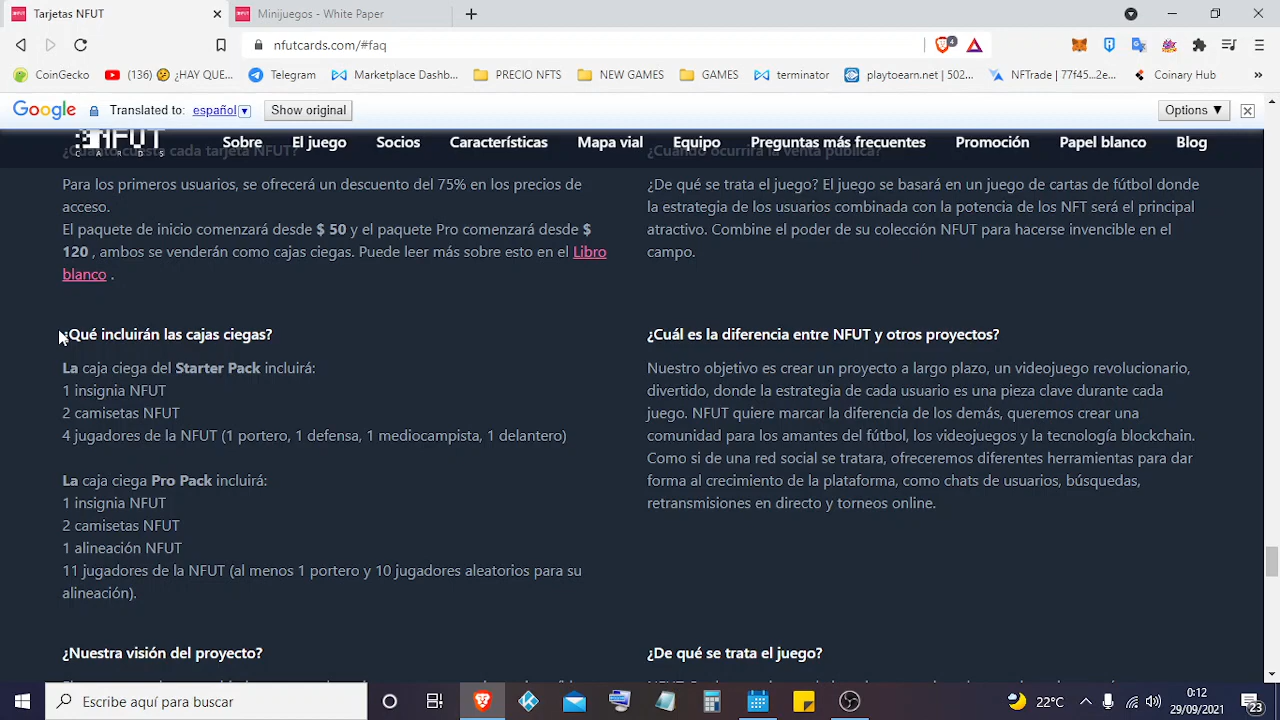 Tarjetas NFUT
Minijuegos - White Paper
nfutcards.com/#faq
4
CoinGecko
(136) ¿HAY QUE...
Telegram
Marketplace Dashb...
PRECIO NFTS
NEW GAMES
GAMES
terminator
playtoearn.net | 502...
NFTrade | 77f45...2e...
Coinary Hub
»
Google
Translated to: español
Show original
Options ▼
NFUT
CARDS
Sobre
El juego
Socios
Características
Mapa vial
Equipo
Preguntas más frecuentes
Promoción
Papel blanco
Blog
¿Cuánto cuesta cada tarjeta NFUT?
Para los primeros usuarios, se ofrecerá un descuento del 75% en los precios de
acceso.
El paquete de inicio comenzará desde $ 50 y el paquete Pro comenzará desde $
120 , ambos se venderán como cajas ciegas. Puede leer más sobre esto en el Libro
blanco .
¿Qué incluirán las cajas ciegas?
La caja ciega del Starter Pack incluirá:
1 insignia NFUT
2 camisetas NFUT
4 jugadores de la NFUT (1 portero, 1 defensa, 1 mediocampista, 1 delantero)
La caja ciega Pro Pack incluirá:
1 insignia NFUT
2 camisetas NFUT
1 alineación NFUT
11 jugadores de la NFUT (al menos 1 portero y 10 jugadores aleatorios para su
alineación).
¿Nuestra visión del proyecto?
¿Cuándo ocurrirá la venta pública?
¿De qué se trata el juego? El juego se basará en un juego de cartas de fútbol donde
la estrategia de los usuarios combinada con la potencia de los NFT será el principal
atractivo. Combine el poder de su colección NFUT para hacerse invencible en el
campo.
¿Cuál es la diferencia entre NFUT y otros proyectos?
Nuestro objetivo es crear un proyecto a largo plazo, un videojuego revolucionario,
divertido, donde la estrategia de cada usuario es una pieza clave durante cada
juego. NFUT quiere marcar la diferencia de los demás, queremos crear una
comunidad para los amantes del fútbol, los videojuegos y la tecnología blockchain.
Como si de una red social se tratara, ofreceremos diferentes herramientas para dar
forma al crecimiento de la plataforma, como chats de usuarios, búsquedas,
retransmisiones en directo y torneos online.
¿De qué se trata el juego?
Escribe aquí para buscar
22°C
0:12
29/09/2021
23